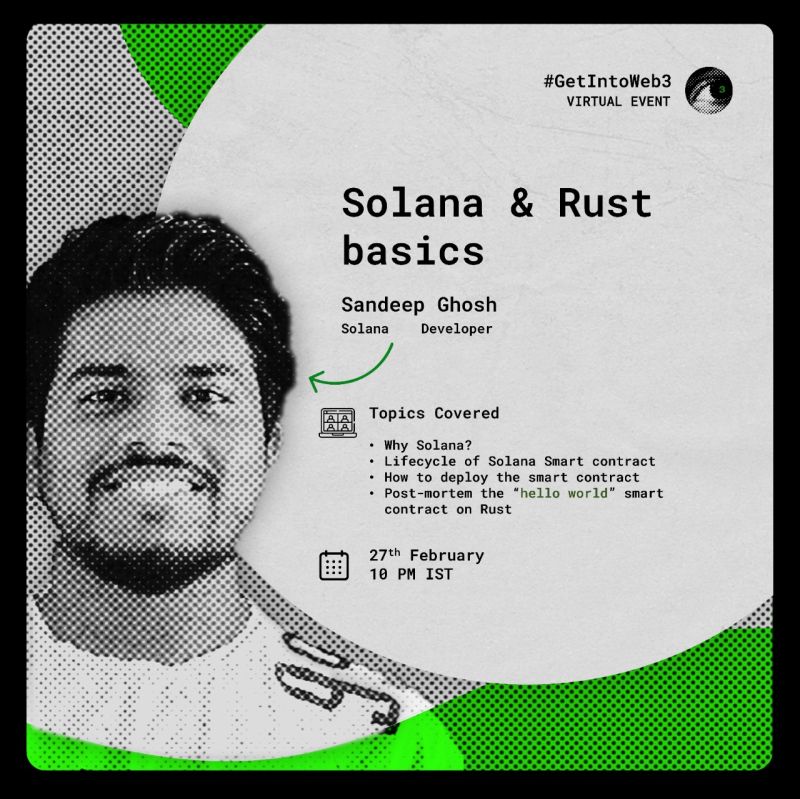 #GetIntoWeb3
VIRTUAL EVENT
3
Solana & Rust
basics
Sandeep Ghosh
Solana Developer
Topics Covered
• Why Solana?
• Lifecycle of Solana Smart contract
• How to deploy the smart contract
• Post-mortem the “hello world” smart
contract on Rust
27th February
10 PM IST